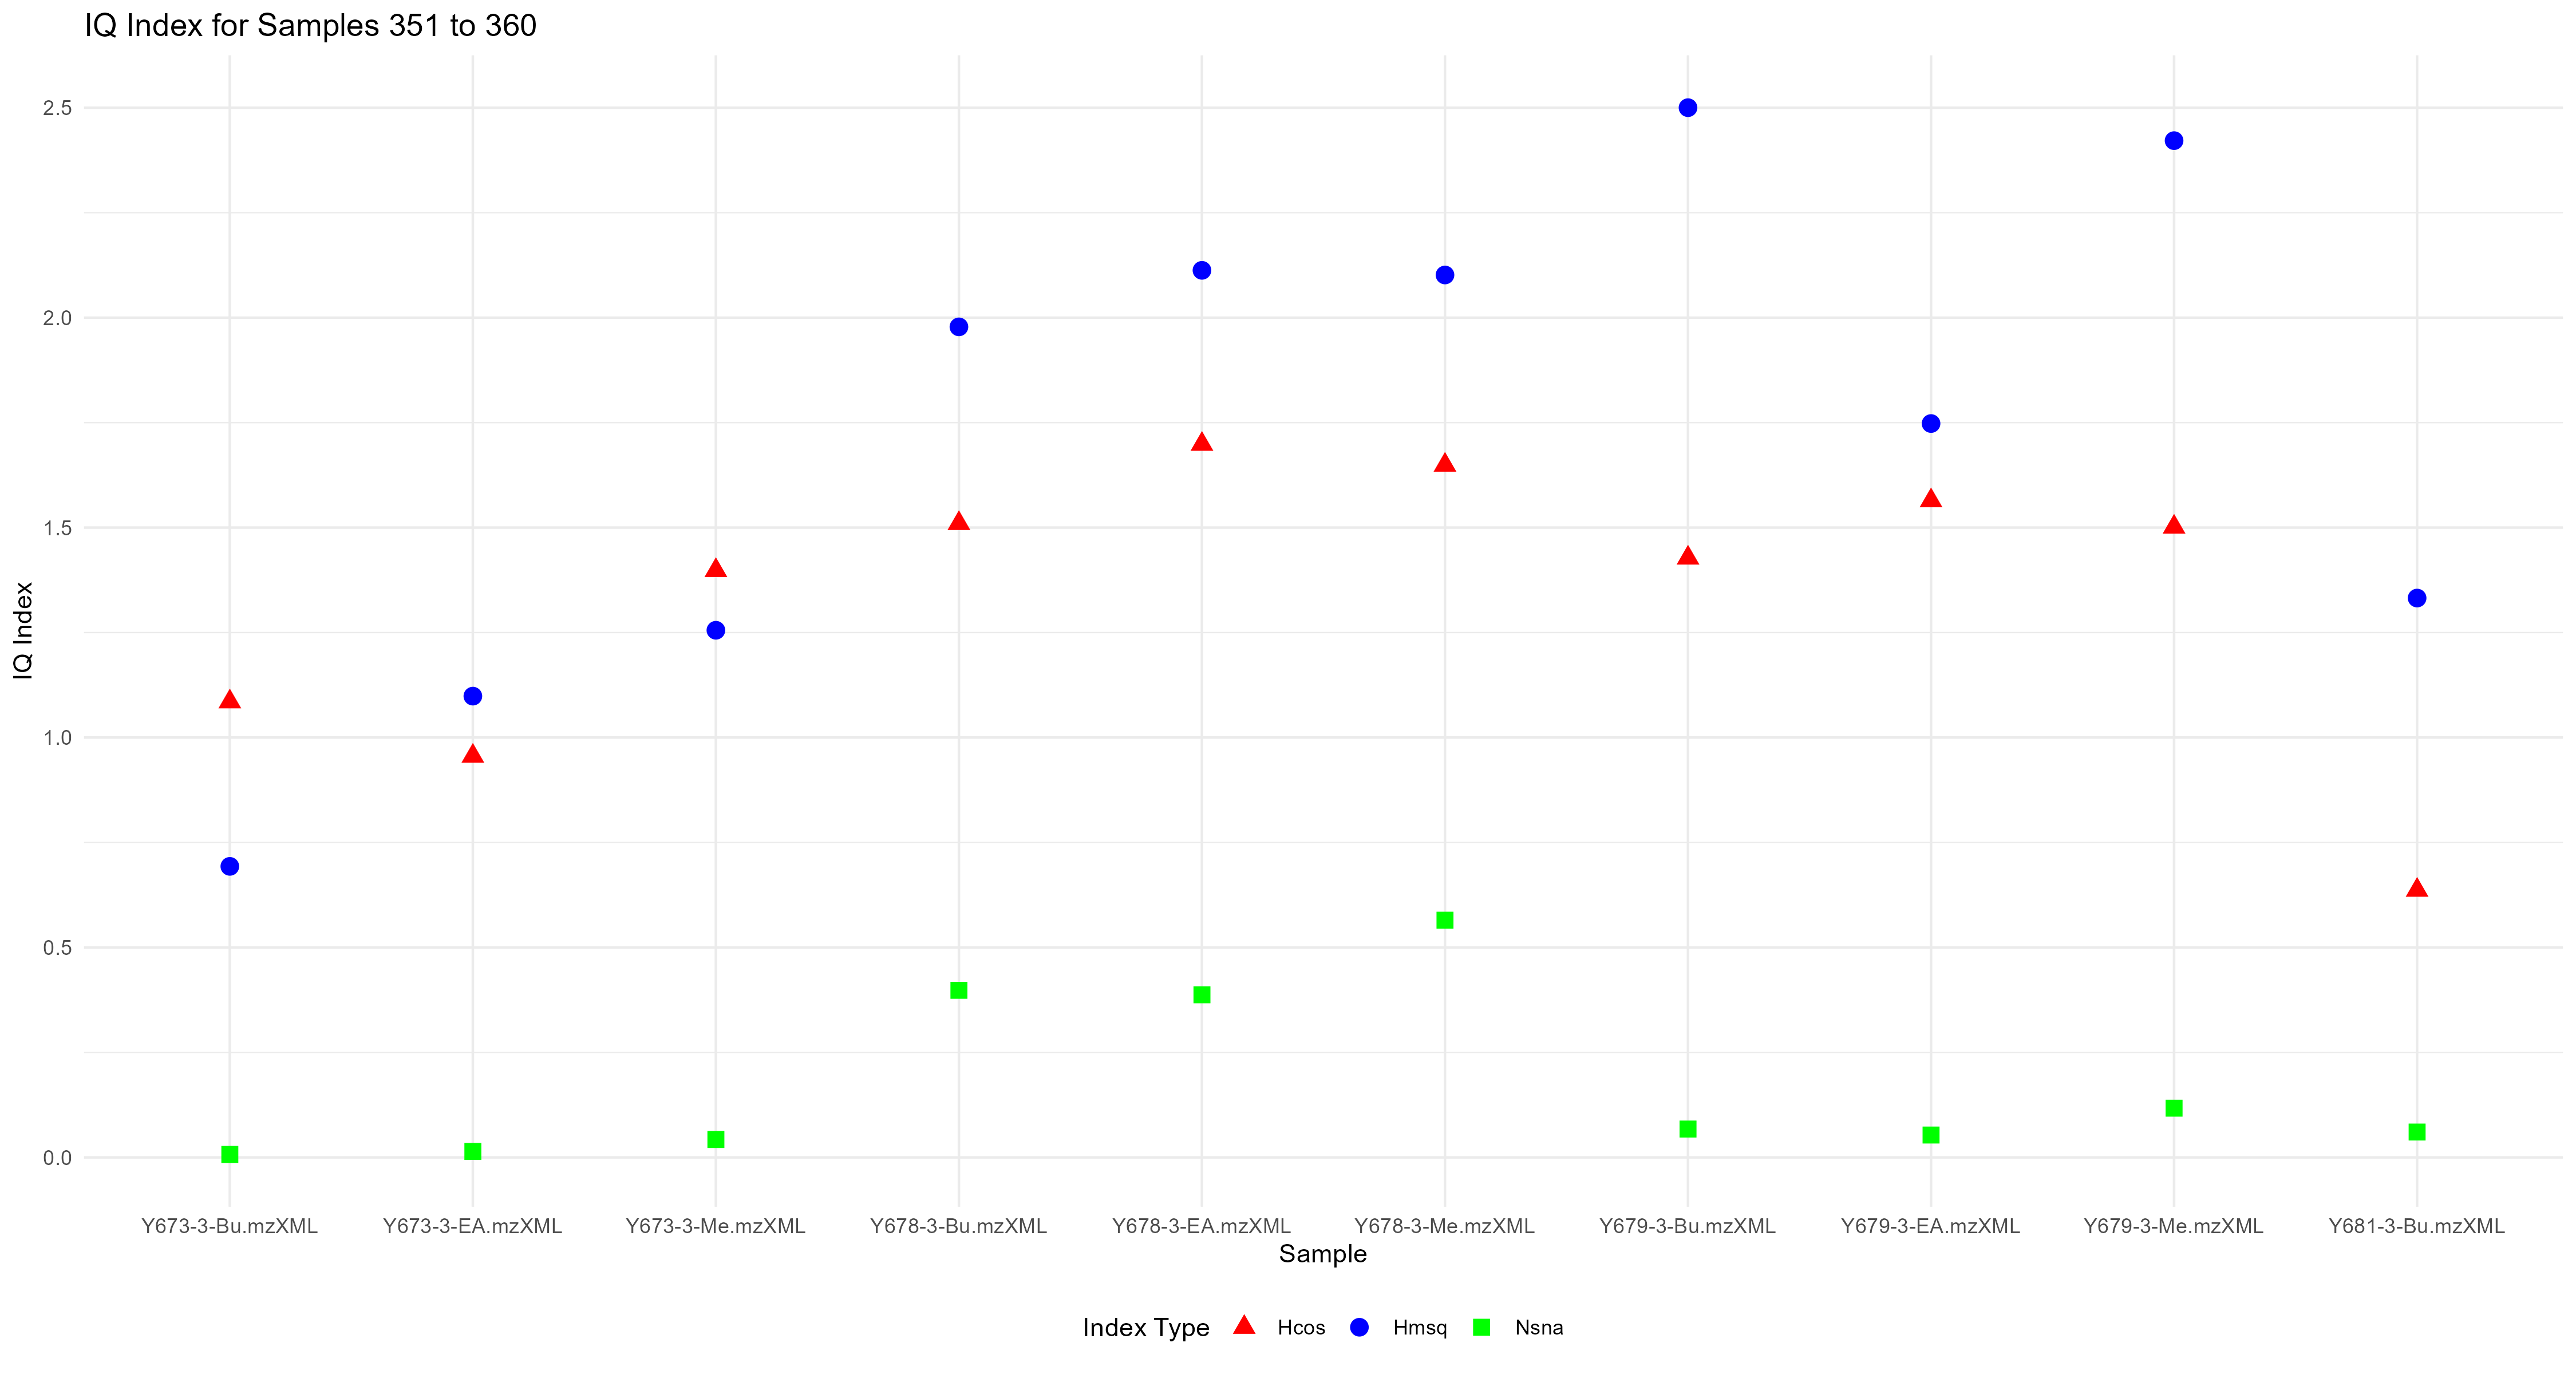 IQ Index for Samples 351 to 360
2.5
2.0
1.5
1.0
0.5
0.0
IQ Index
Y673-3-Bu.mzXML Y673-3-EA.mzXML Y673-3-Me.mzXML Y678-3-Bu.mzXML Y678-3-EA.mzXML Y678-3-Me.mzXML Y679-3-Bu.mzXML Y679-3-EA.mzXML Y679-3-Me.mzXML Y681-3-Bu.mzXML
Sample
Index Type Hcos Hmsq Nsna